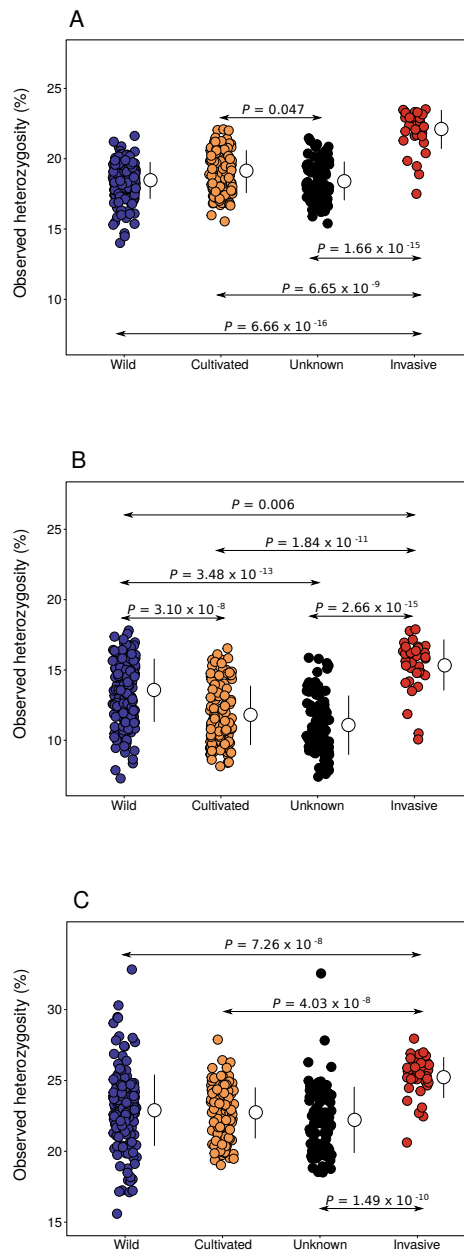 A
Observed heterozygosity (%)
25
20
15
10
P = 0.047
P = 1.66 x 10 -15
P = 6.65 x 10 -9
P = 6.66 x 10 -16
Wild Cultivated Unknown Invasive
B
Observed heterozygosity (%)
25
20
15
10
P = 0.006
P = 1.84 x 10 -11
P = 3.48 x 10 -13
P = 3.10 x 10 -8 P = 2.66 x 10 -15
Wild Cultivated Unknown Invasive
C
Observed heterozygosity (%)
30
25
20
15
P = 7.26 x 10 -8
P = 4.03 x 10 -8
P = 1.49 x 10 -10
Wild Cultivated Unknown Invasive